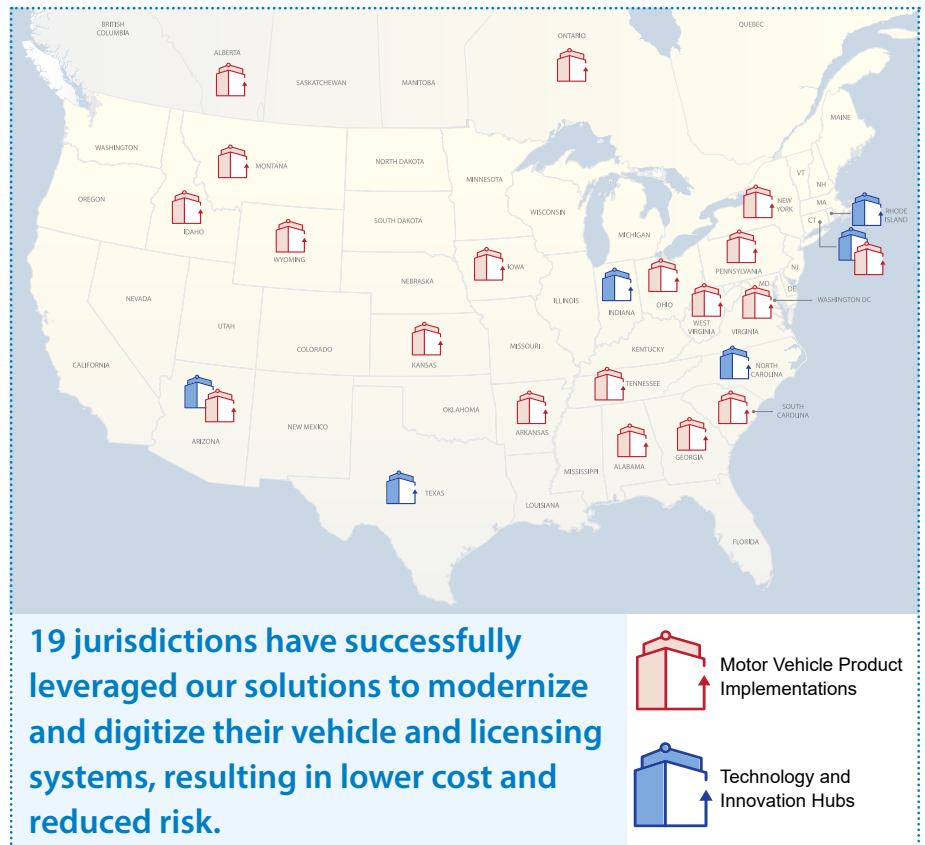 BRITISH
COLUMBIA
QUEBEC
ONTARIO
ALBERTA
SASKATCHEWAN
MANITOBA
MAINE
WASHINGTON
NORTH DAKOTA
MONTANA
MINNESOTA
VT
NH
OREGON
NEW
YORK
MA
RHODE
ISLAND
WISCONSIN
SOUTH DAKOTA
CT
IDAHO
MICHIGAN
WYOMING
IOWA
PENNSYLVANIA
NJ
NEBRASKA
MD
DE
NEVADA
ILLINOIS
OHIO
WASHINGTON DC
INDIANA
UTAH
WEST
VIRGINIA
VIRGINIA
COLORADO
MISSOURI
KENTUCKY
CALIFORNIA
KANSAS
NORTH
CAROLINA
TENNESSEE
OKLAHOMA
SOUTH
CAROLINA
NEW MEXICO
ARKANSAS
ARIZONA
GEORGIA
ALABAMA
MISSISSIPPI
TEXAS
LOUISIANA
FLORIDA
19 jurisdictions have successfully
leveraged our solutions to modernize
and digitize their vehicle and licensing
systems, resulting in lower cost and
reduced risk.
Motor Vehicle Product
Implementations
Technology and
Innovation Hubs